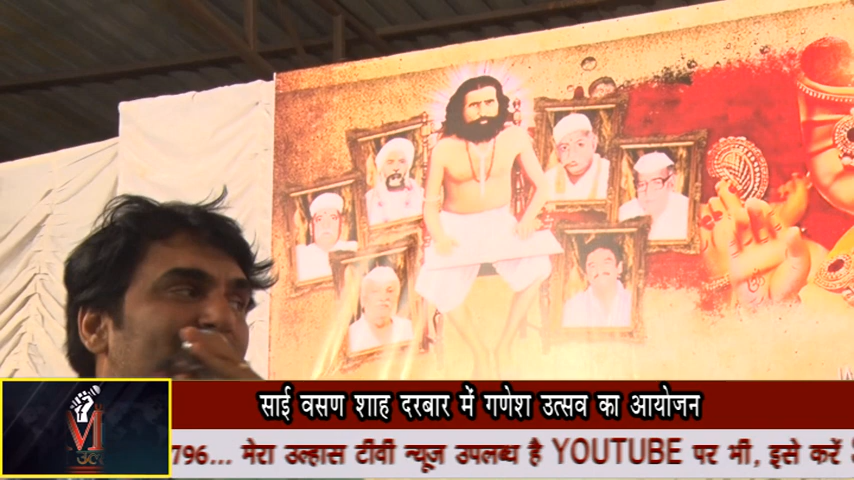 साई वसण शाह दरबार में गणेश उत्सव का आयोजन
796... मेरा उल्हास टीवी न्यूज उपलब्ध है YOUTUBE पर भी, इसे करें S